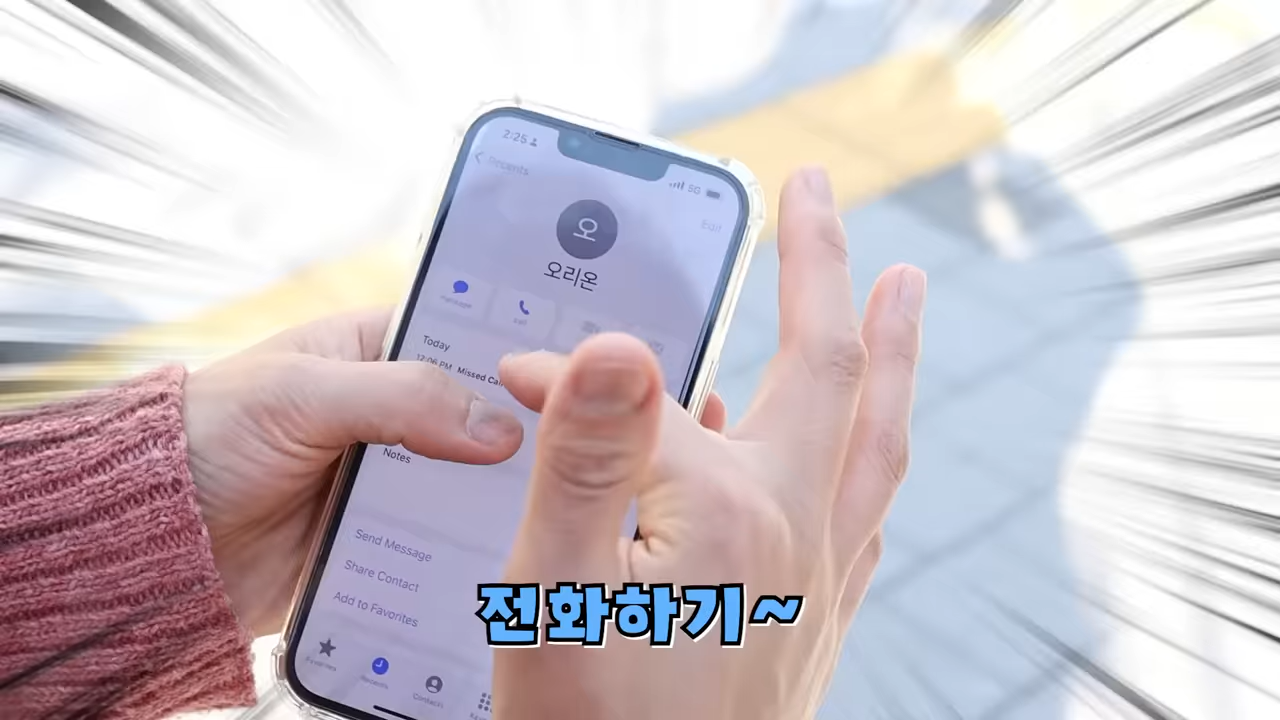 2:25
Recents
5G
Edit
오
오리온
message
call
Today
12:06 PM Missed Call
Notes
Send Message
Share Contact
Add to Favorites
Favorites
Recents
Contacts
전화하기~